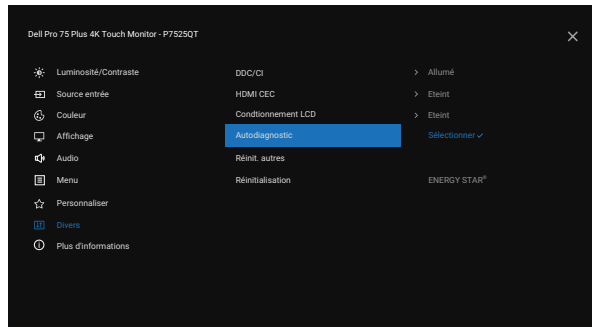 Dell Pro 75 Plus 4K Touch Monitor - P7525QT
Luminosité/Contraste DDC/CI > Allumé
Source entrée HDMI CEC > Eteint
Couleur Condtionnement LCD > Eteint
Affichage Autodiagnostic Sélectionner
Audio Réinit. autres
Menu Réinitialisation ENERGY STAR®
Personnaliser
Divers
Plus d'informations